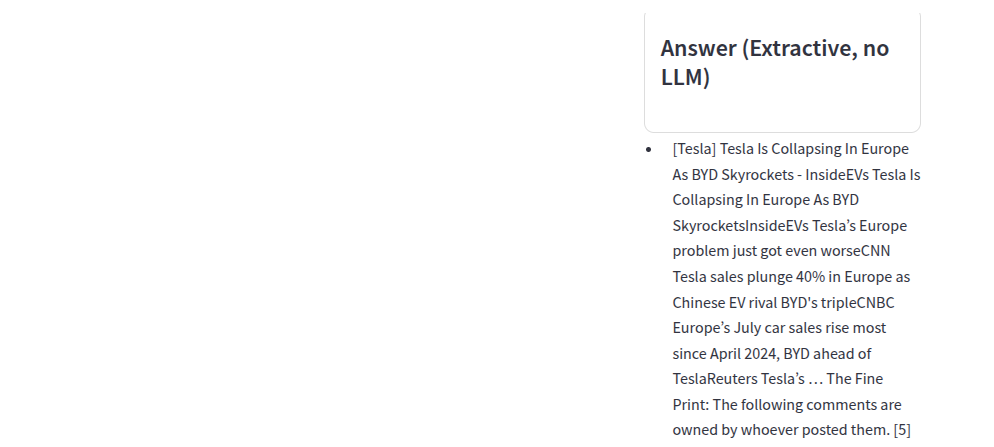 Answer (Extractive, no
LLM)
[Tesla] Tesla Is Collapsing In Europe
As BYD Skyrockets - InsideEVs Tesla Is
Collapsing In Europe As BYD
SkyrocketsInsideEVs Tesla’s Europe
problem just got even worseCNN
Tesla sales plunge 40% in Europe as
Chinese EV rival BYD's tripleCNBC
Europe’s July car sales rise most
since April 2024, BYD ahead of
TeslaReuters Tesla’s … The Fine
Print: The following comments are
owned by whoever posted them. [5]